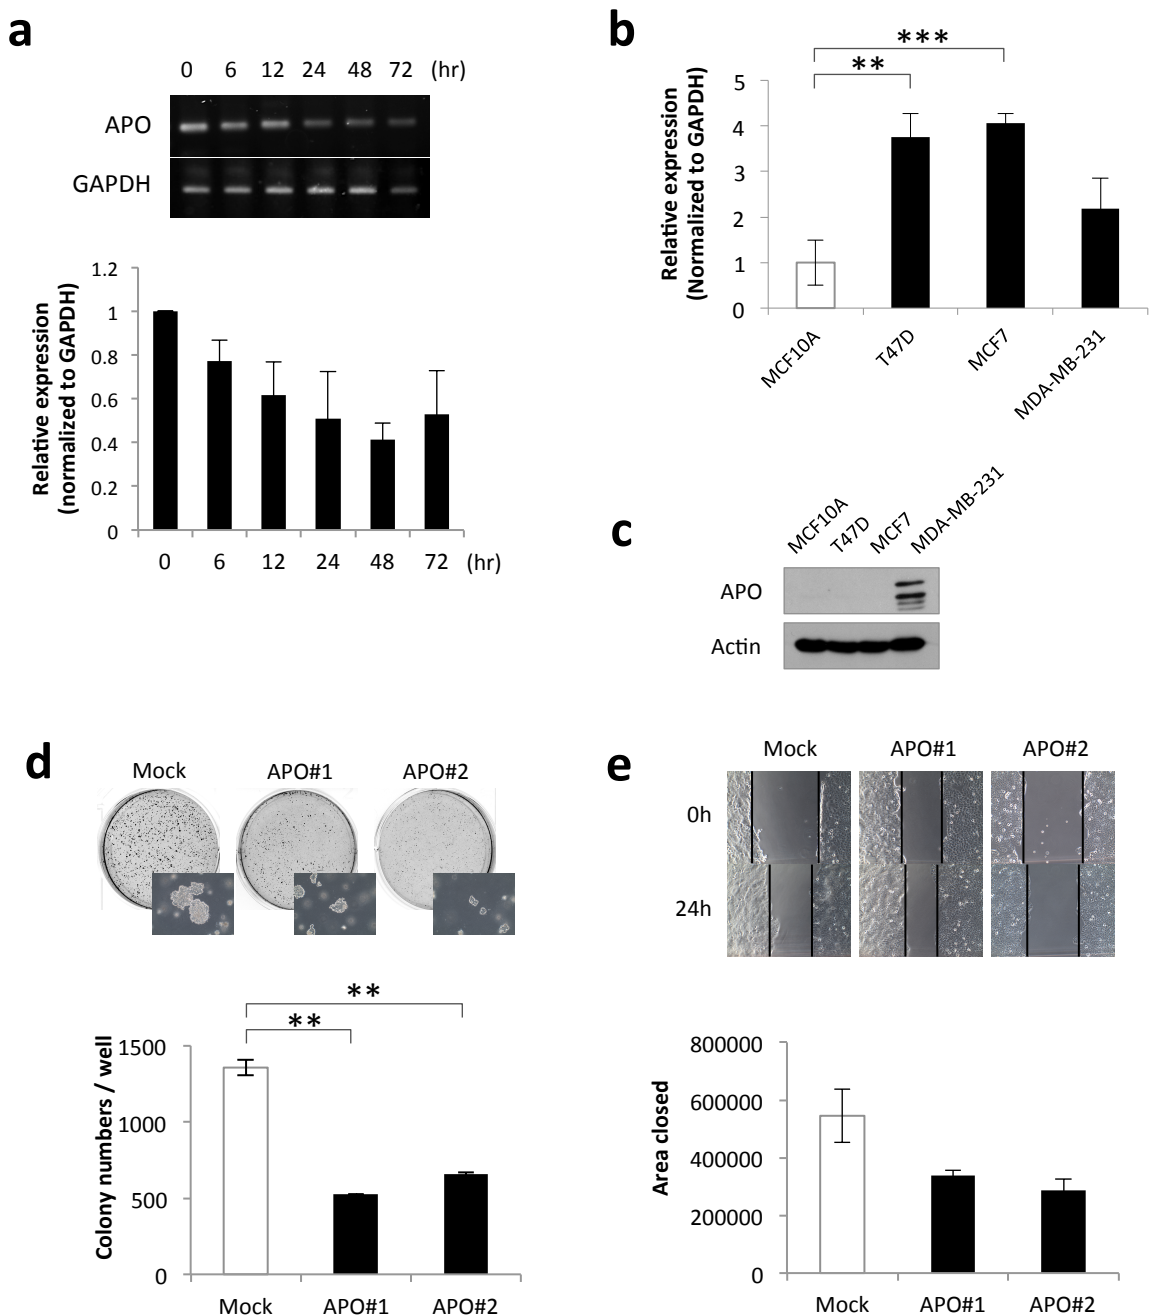 a
0 6 12 24 48 72 (hr)
APO
GAPDH
Relative expression
(normalized to GAPDH)
1.2
1
0.8
0.6
0.4
0.2
0
0 6 12 24 48 72 (hr)
b
***
**
Relative expression
(Normalized to GAPDH)
5
4
3
2
1
0
MCF10A
T47D
MCF7
MDA-MB-231
c
MCF10A
T47D
MCF7
MDA-MB-231
APO
Actin
d
Mock APO#1 APO#2
**
**
Colony numbers / well
1500
1000
500
0
Mock APO#1 APO#2
e
Mock APO#1 APO#2
0h
24h
Area closed
800000
600000
400000
200000
0
Mock APO#1 APO#2